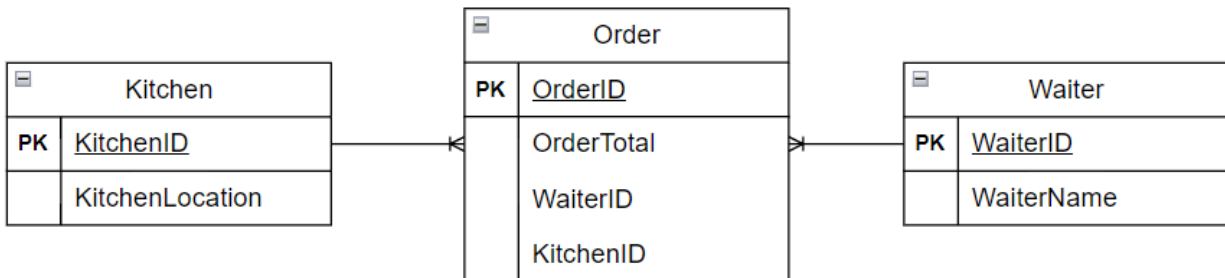 Kitchen
PK KitchenID
KitchenLocation
Order
PK OrderID
OrderTotal
WaiterID
KitchenID
Waiter
PK WaiterID
WaiterName